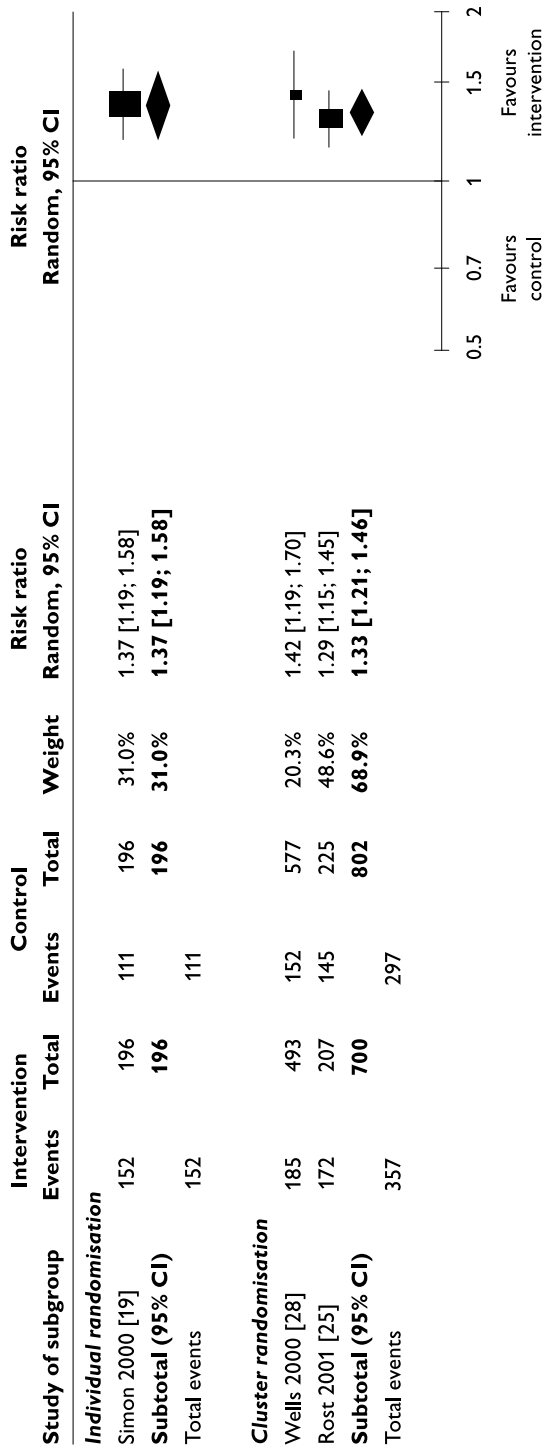 Intervention Control Risk ratio Risk ratio
Study of subgroup Events Total Events Total Weight Random, 95% CI Random, 95% CI
Individual randomisation
Simon 2000 [19] 152 196 111 196 31.0% 1.37 [1.19; 1.58]
Subtotal (95% CI) 196 196 31.0% 1.37 [1.19; 1.58]
Total events 152 111
Cluster randomisation
Wells 2000 [28] 185 493 152 577 20.3% 1.42 [1.19; 1.70]
Rost 2001 [25] 172 207 145 225 48.6% 1.29 [1.15; 1.45]
Subtotal (95% CI) 700 802 68.9% 1.33 [1.21; 1.46]
Total events 357 297
0.5 0.7 1 1.5 2
Favours Favours
control intervention